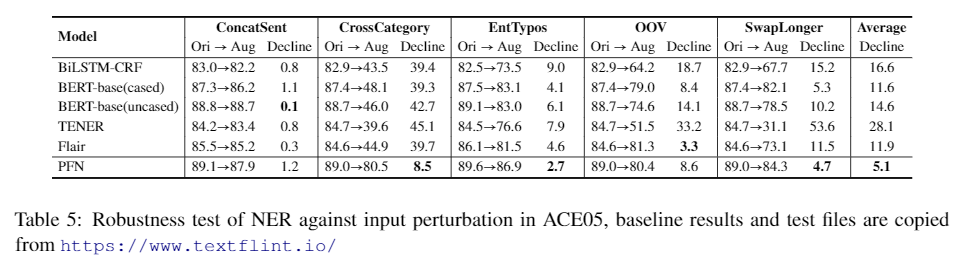 Model ConcatSent CrossCategory EntTypos OOV SwapLonger Average
Ori → Aug Decline Ori → Aug Decline Ori → Aug Decline Ori → Aug Decline Ori → Aug Decline Decline
BiLSTM-CRF 83.0→82.2 0.8 82.9→43.5 39.4 82.5→73.5 9.0 82.9→64.2 18.7 82.9→67.7 15.2 16.6
BERT-base(cased) 87.3→86.2 1.1 87.4→48.1 39.3 87.5→83.1 4.1 87.4→79.0 8.4 87.4→82.1 5.3 11.6
BERT-base(uncased) 88.8→88.7 0.1 88.7→46.0 42.7 89.1→83.0 6.1 88.7→74.6 14.1 88.7→78.5 10.2 14.6
TENER 84.2→83.4 0.8 84.7→39.6 45.1 84.5→76.6 7.9 84.7→51.5 33.2 84.7→31.1 53.6 28.1
Flair 85.5→85.2 0.3 84.6→44.9 39.7 86.1→81.5 4.6 84.6→81.3 3.3 84.6→73.1 11.5 11.9
PFN 89.1→87.9 1.2 89.0→80.5 8.5 89.6→86.9 2.7 89.0→80.4 8.6 89.0→84.3 4.7 5.1
Table 5: Robustness test of NER against input perturbation in ACE05, baseline results and test files are copied
from https://www.textflint.io/